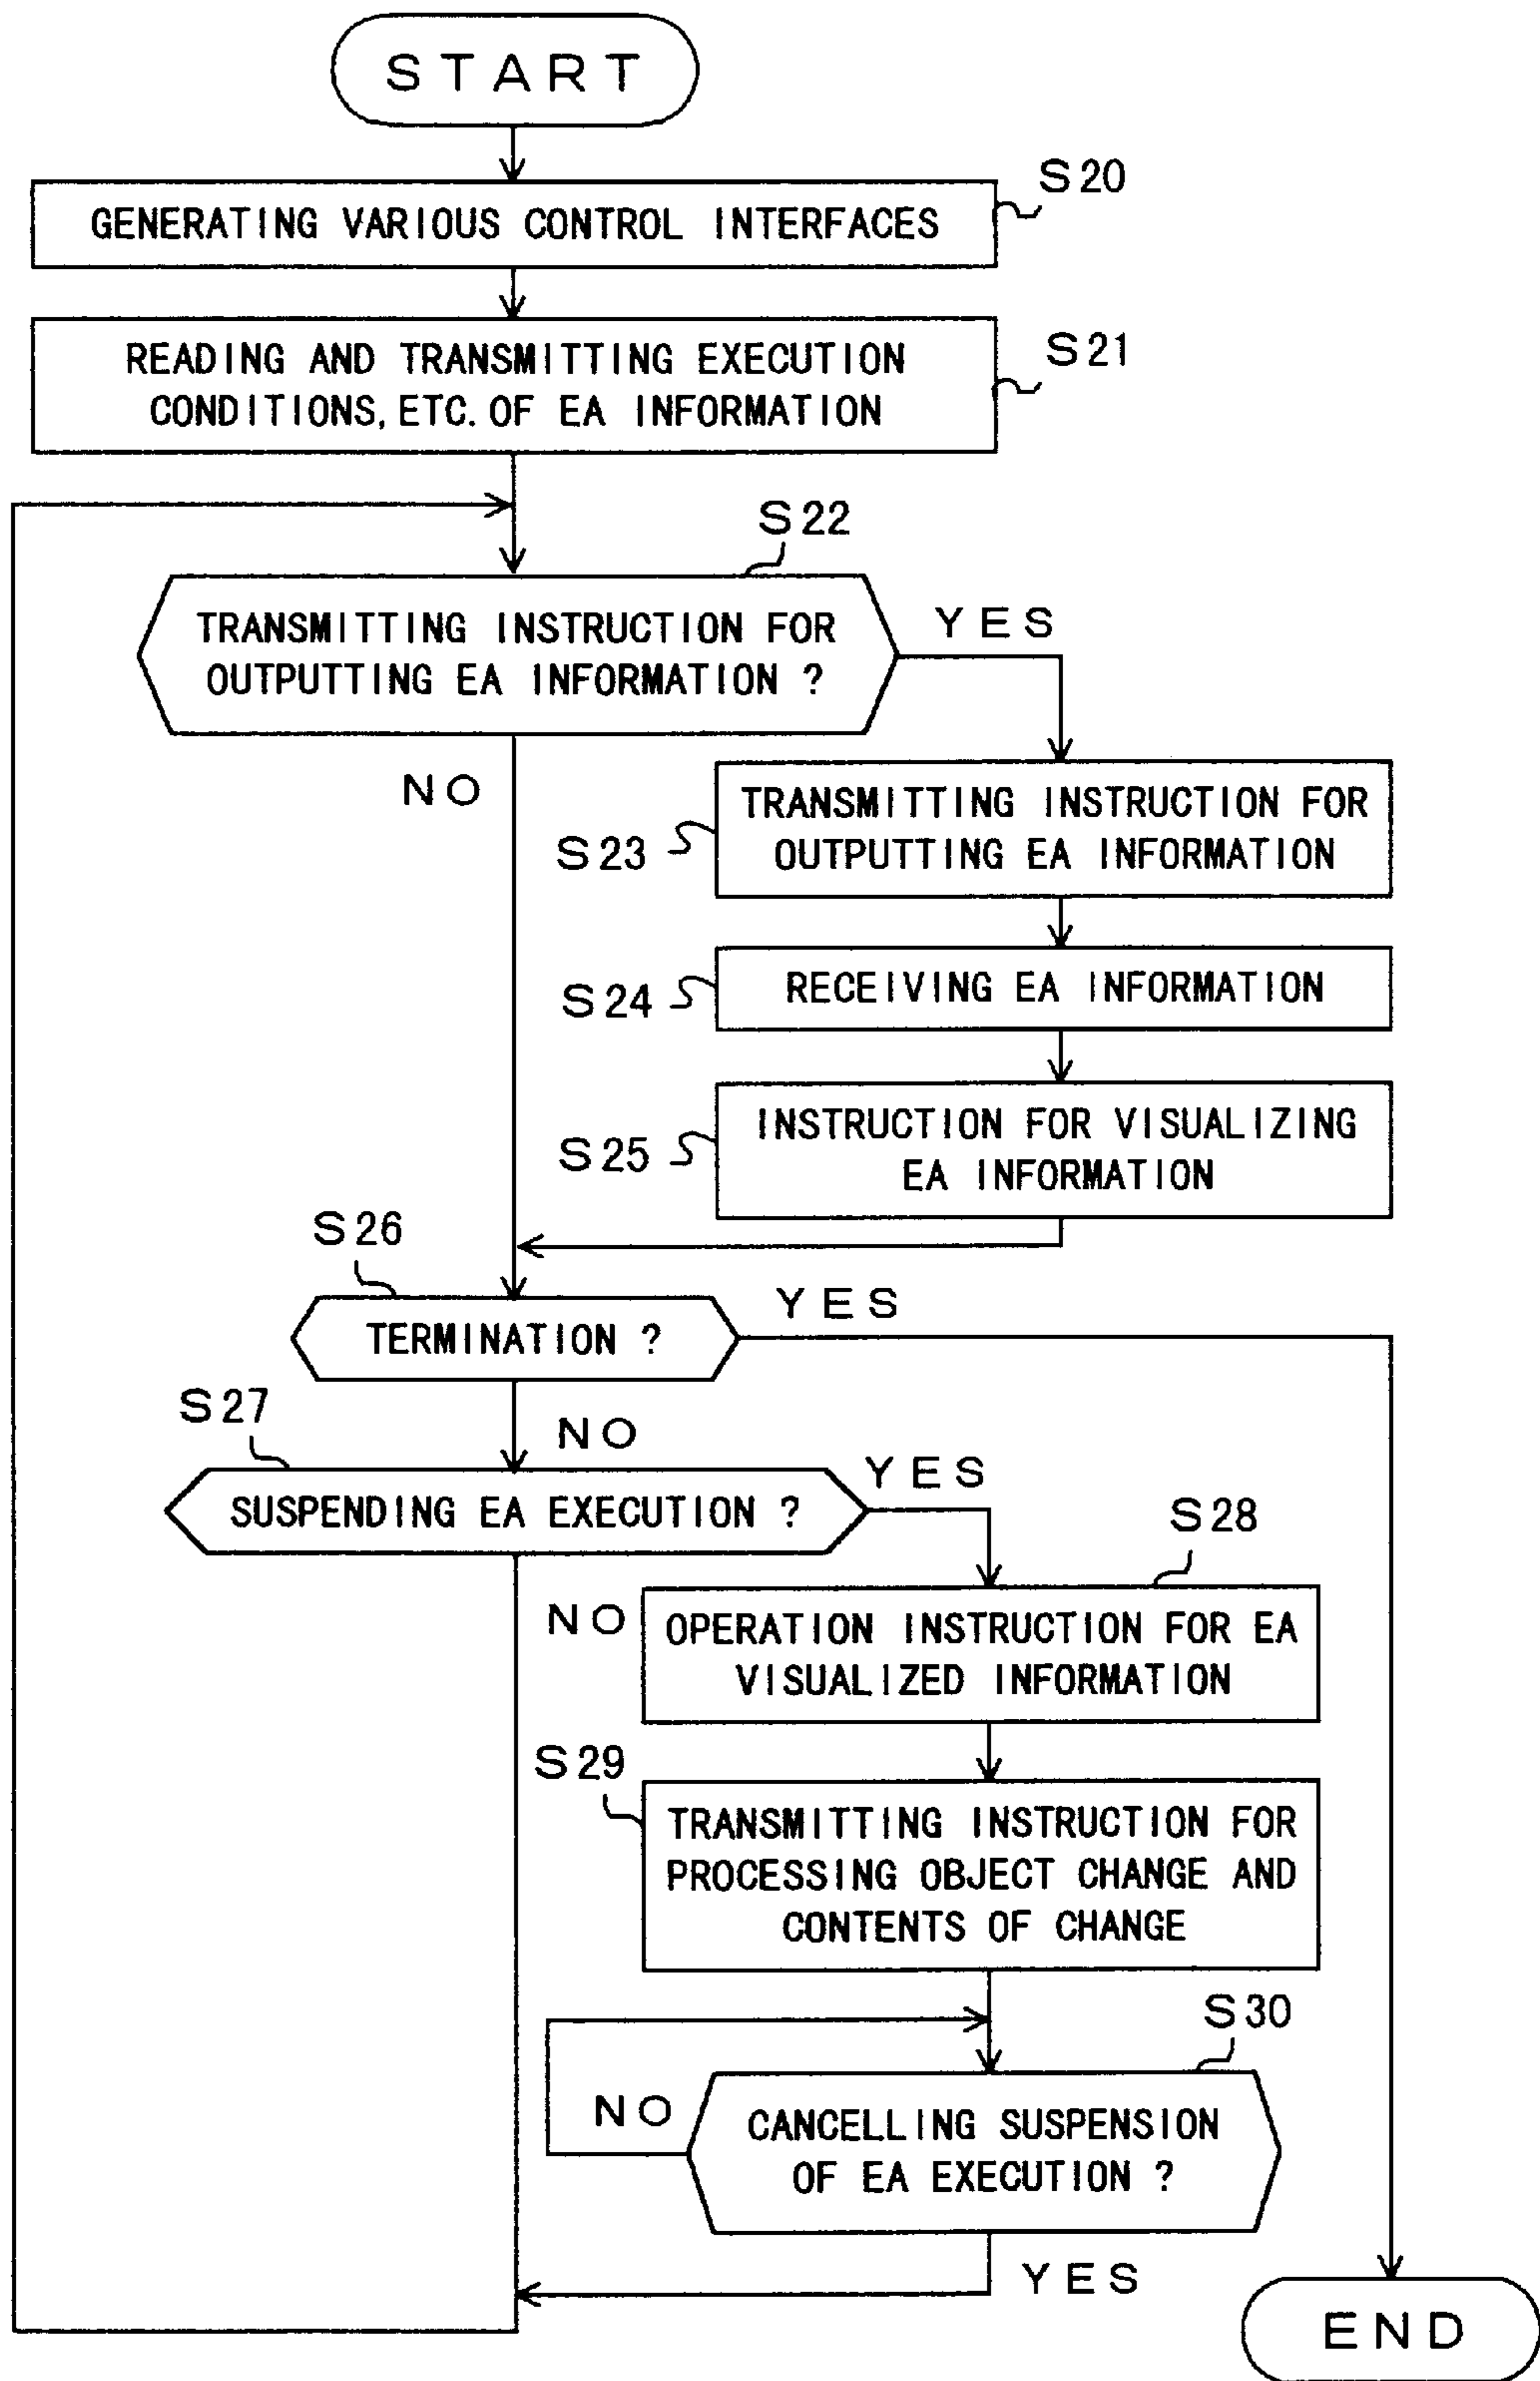 START
S20
GENERATING VARIOUS CONTROL INTERFACES
S21
READING AND TRANSMITTING EXECUTION
CONDITIONS, ETC. OF EA INFORMATION
S22
TRANSMITTING INSTRUCTION FOR
OUTPUTTING EA INFORMATION ?
YES
NO
S23
TRANSMITTING INSTRUCTION FOR
OUTPUTTING EA INFORMATION
S24
RECEIVING EA INFORMATION
S25
INSTRUCTION FOR VISUALIZING
EA INFORMATION
S26
TERMINATION ?
YES
NO
S27
SUSPENDING EA EXECUTION ?
YES
NO
S28
OPERATION INSTRUCTION FOR EA
VISUALIZED INFORMATION
S29
TRANSMITTING INSTRUCTION FOR
PROCESSING OBJECT CHANGE AND
CONTENTS OF CHANGE
S30
CANCELLING SUSPENSION
OF EA EXECUTION ?
NO
YES
END